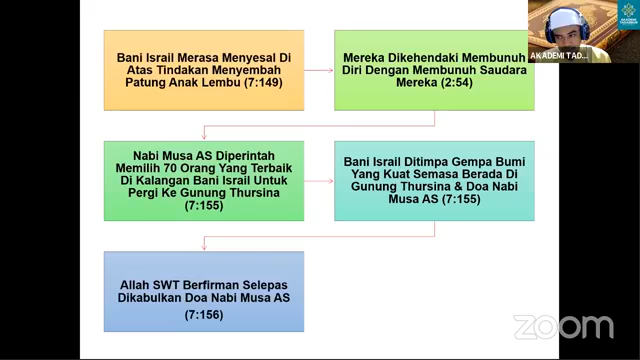 Bani Israil Merasa Menyesal Di
Atas Tindakan Menyembah
Patung Anak Lembu (7:149)
Mereka Dikehendaki Membunuh
Diri Dengan Membunuh Saudara
Mereka (2:54)
Nabi Musa AS Diperintah
Memilih 70 Orang Yang Terbaik
Di Kalangan Bani Israil Untuk
Pergi Ke Gunung Thursina
(7:155)
Bani Israil Ditimpa Gempa Bumi
Yang Kuat Semasa Berada Di
Gunung Thursina & Doa Nabi
Musa AS (7:155)
Allah SWT Berfirman Selepas
Dikabulkan Doa Nabi Musa AS
(7:156)
AKADEMI TAD...
zoom